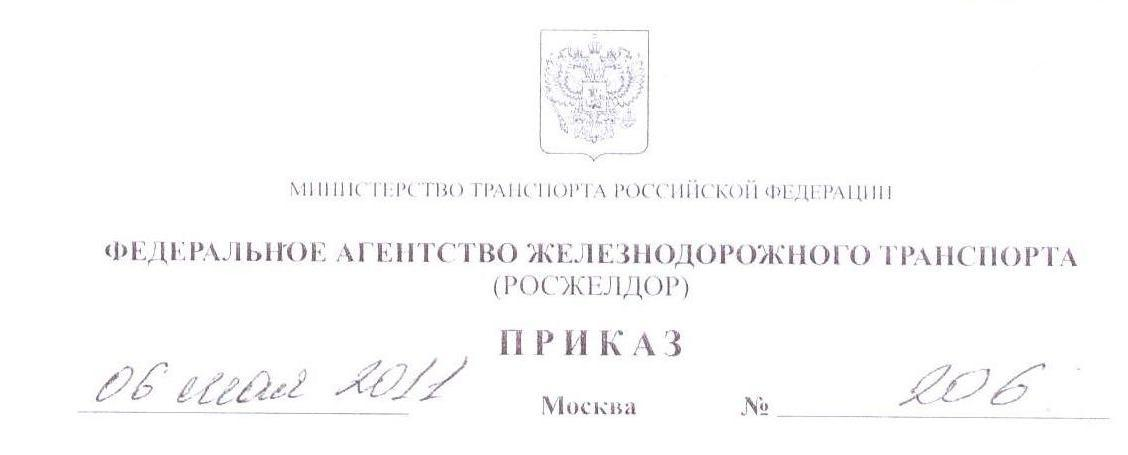 МИНИСТЕРСТВО ТРАНСПОРТА РОССИЙСКОЙ ФЕДЕРАЦИИ
ФЕДЕРАЛЬНОЕ АГЕНТСТВО ЖЕЛЕЗНОДОРОЖНОГО ТРАНСПОРТА
(РОСЖЕЛДОР)
ПРИКАЗ
06 мая 2011 Москва № 206